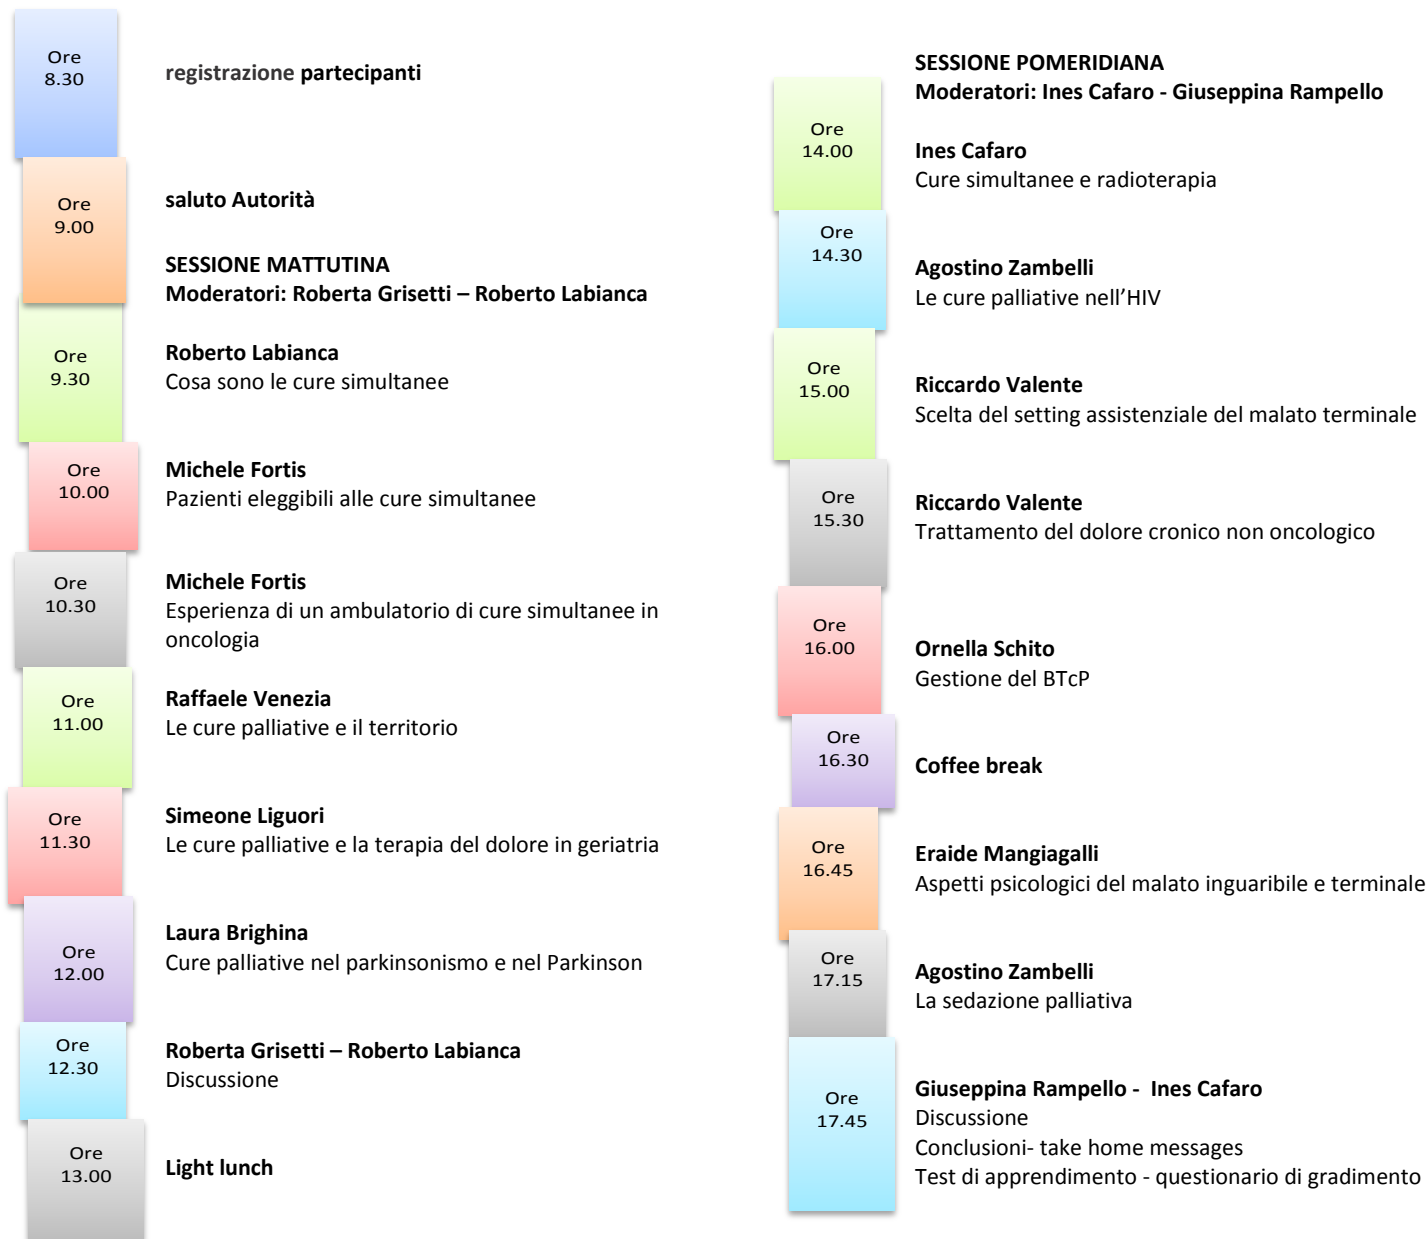 Ore
8.30
registrazione partecipanti
Ore
9.00
saluto Autorità
SESSIONE MATTUTINA
Moderatori: Roberta Grisetti – Roberto Labianca
Ore
9.30
Roberto Labianca
Cosa sono le cure simultanee
Ore
10.00
Michele Fortis
Pazienti eleggibili alle cure simultanee
Ore
10.30
Michele Fortis
Esperienza di un ambulatorio di cure simultanee in
oncologia
Ore
11.00
Raffaele Venezia
Le cure palliative e il territorio
Ore
11.30
Simeone Liguori
Le cure palliative e la terapia del dolore in geriatria
Ore
12.00
Laura Brighina
Cure palliative nel parkinsonismo e nel Parkinson
Ore
12.30
Roberta Grisetti – Roberto Labianca
Discussione
Ore
13.00
Light lunch
SESSIONE POMERIDIANA
Moderatori: Ines Cafaro - Giuseppina Rampello
Ore
14.00
Ines Cafaro
Cure simultanee e radioterapia
Ore
14.30
Agostino Zambelli
Le cure palliative nell’HIV
Ore
15.00
Riccardo Valente
Scelta del setting assistenziale del malato terminale
Ore
15.30
Riccardo Valente
Trattamento del dolore cronico non oncologico
Ore
16.00
Ornella Schito
Gestione del BTcP
Ore
16.30
Coffee break
Ore
16.45
Eraide Mangiagalli
Aspetti psicologici del malato inguaribile e terminale
Ore
17.15
Agostino Zambelli
La sedazione palliativa
Ore
17.45
Giuseppina Rampello - Ines Cafaro
Discussione
Conclusioni- take home messages
Test di apprendimento - questionario di gradimento